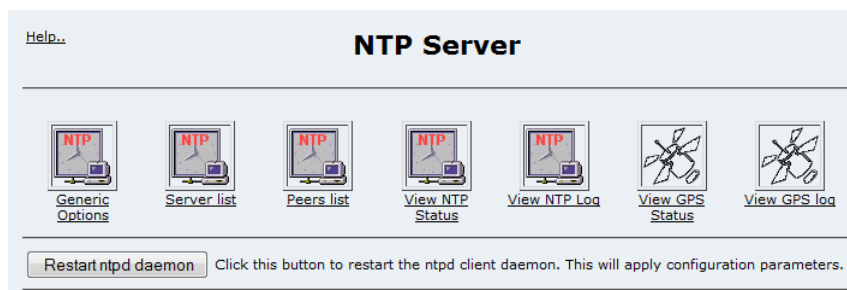 Help..
NTP Server
NTP
NTP
NTP
NTP
NTP
Generic
Options
Server list
Peers list
View NTP
Status
View NTP Log
View GPS
Status
View GPS log
Restart ntpd daemon Click this button to restart the ntpd client daemon. This will apply configuration parameters.